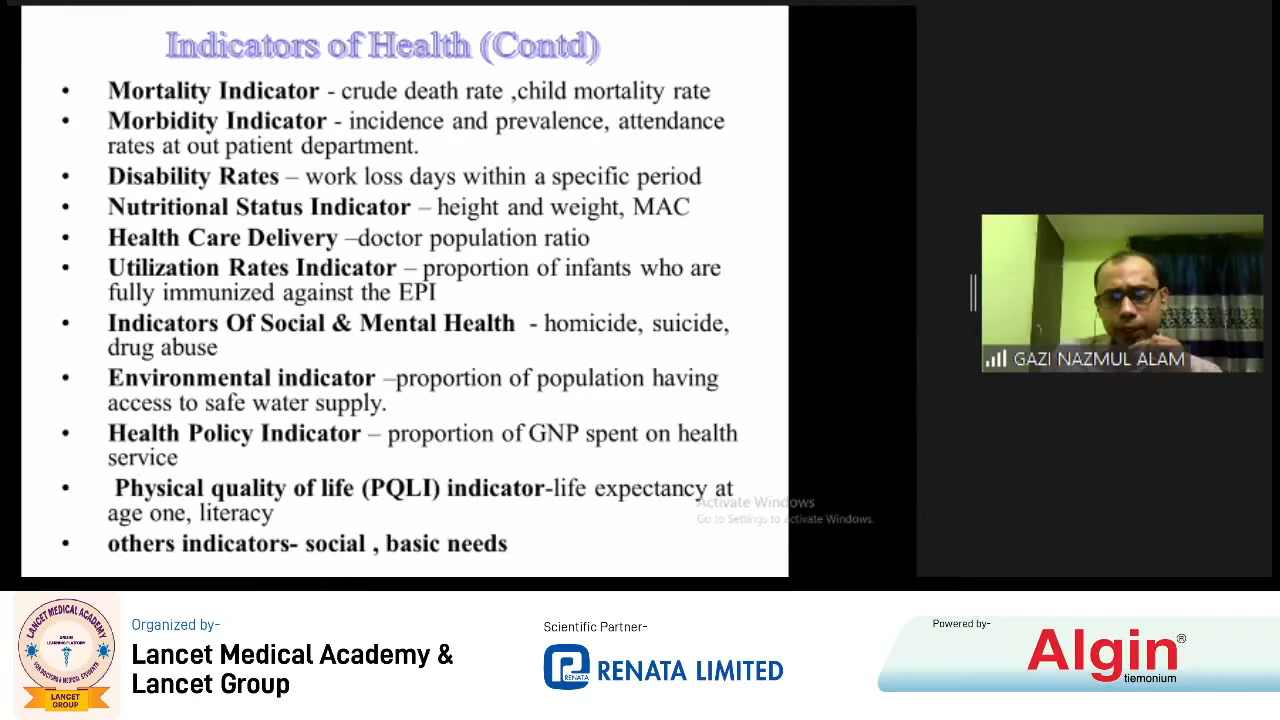 Indicators of Health (Contd)
• Mortality Indicator - crude death rate ,child mortality rate
• Morbidity Indicator - incidence and prevalence, attendance
rates at out patient department.
• Disability Rates – work loss days within a specific period
• Nutritional Status Indicator – height and weight, MAC
• Health Care Delivery –doctor population ratio
• Utilization Rates Indicator – proportion of infants who are
fully immunized against the EPI
• Indicators Of Social & Mental Health - homicide, suicide,
drug abuse
• Environmental indicator –proportion of population having
access to safe water supply.
• Health Policy Indicator – proportion of GNP spent on health
service
• Physical quality of life (PQLI) indicator-life expectancy at
age one, literacy
• others indicators- social , basic needs
Activate Windows
Go to Settings to activate Windows.
GAZI NAZMUL ALAM
LANCET MEDICAL ACADEMY
ONLINE
LEARNING PLATFORM
FOR DOCTORS & MEDICAL STUDENTS
LANCET
GROUP
Organized by-
Lancet Medical Academy &
Lancet Group
Scientific Partner-
RENATA
RENATA LIMITED
Powered by-
Algin®
tiemonium